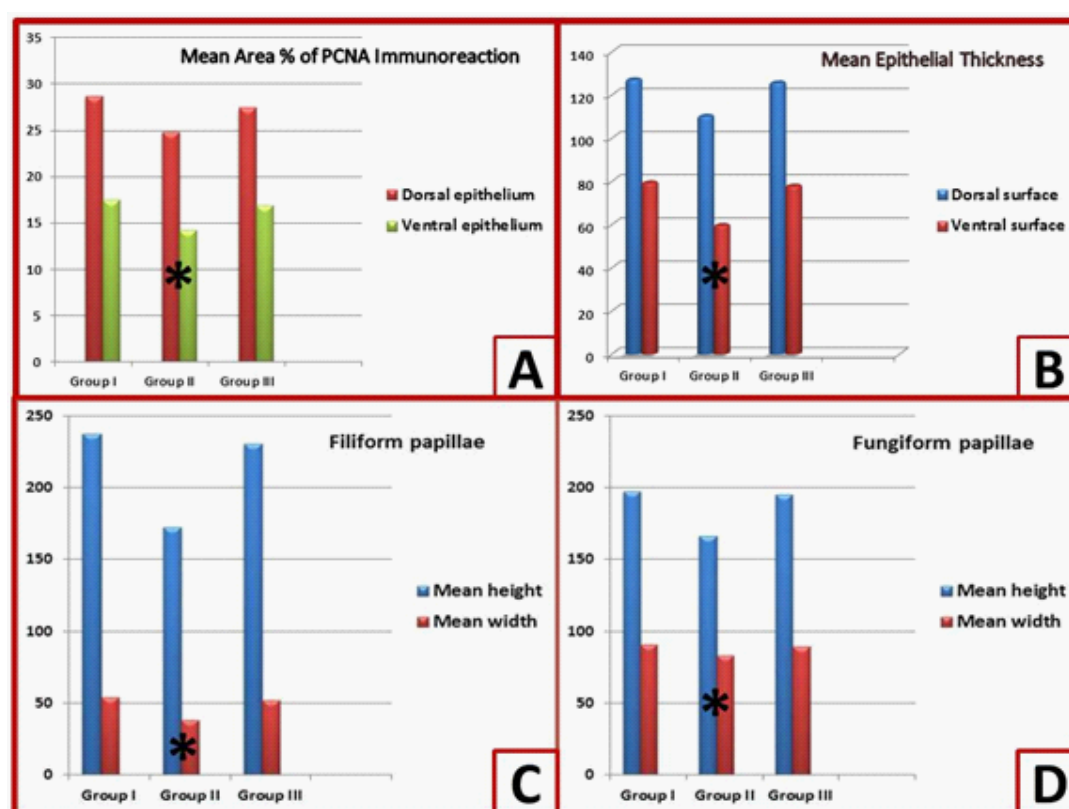 Mean Area % of PCNA Immunoreaction
35
30
25
20
15
10
5
0
Dorsal epithelium
Ventral epithelium
Group I Group II Group III
A
Mean Epithelial Thickness
140
120
100
80
60
40
20
0
Dorsal surface
Ventral surface
Group I Group II Group III
B
Filiform papillae
250
200
150
100
50
0
Mean height
Mean width
*
Group I Group II Group III
C
Fungiform papillae
250
200
150
100
50
0
Mean height
Mean width
*
Group I Group II Group III
D